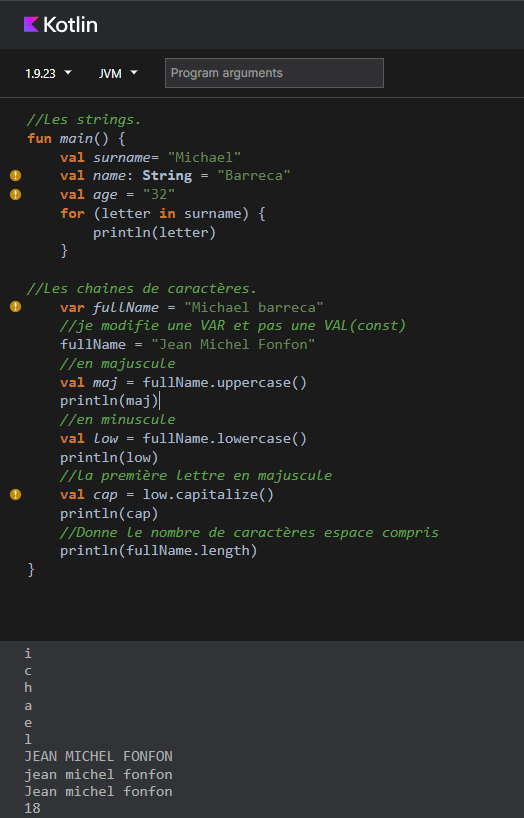 Kotlin
1.9.23 JVM Program arguments
//Les strings.
fun main() {
    val surname= "Michael"
    val name: String = "Barreca"
    val age = "32"
    for (letter in surname) {
        println(letter)
    }

//Les chaines de caractères.
    var fullName = "Michael barreca"
    //je modifie une VAR et pas une VAL(const)
    fullName = "Jean Michel Fonfon"
    //en majuscule
    val maj = fullName.uppercase()
    println(maj)
    //en minuscule
    val low = fullName.lowercase()
    println(low)
    //la première lettre en majuscule
    val cap = low.capitalize()
    println(cap)
    //Donne le nombre de caractères espace compris
    println(fullName.length)
}
i
c
h
a
e
l
JEAN MICHEL FONFON
jean michel fonfon
Jean michel fonfon
18